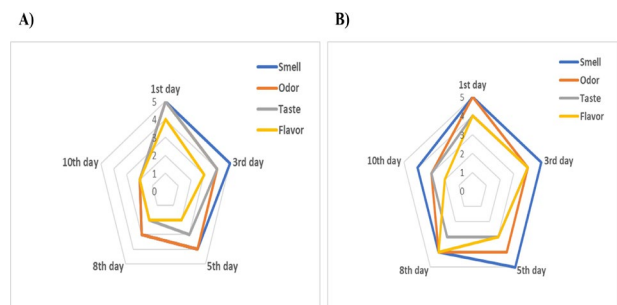 A)
1st day
5
4
3
2
1
0
3rd day
5th day
8th day
10th day
Smell
Odor
Taste
Flavor
B)
1st day
5
4
3
2
1
0
3rd day
5th day
8th day
10th day
Smell
Odor
Taste
Flavor